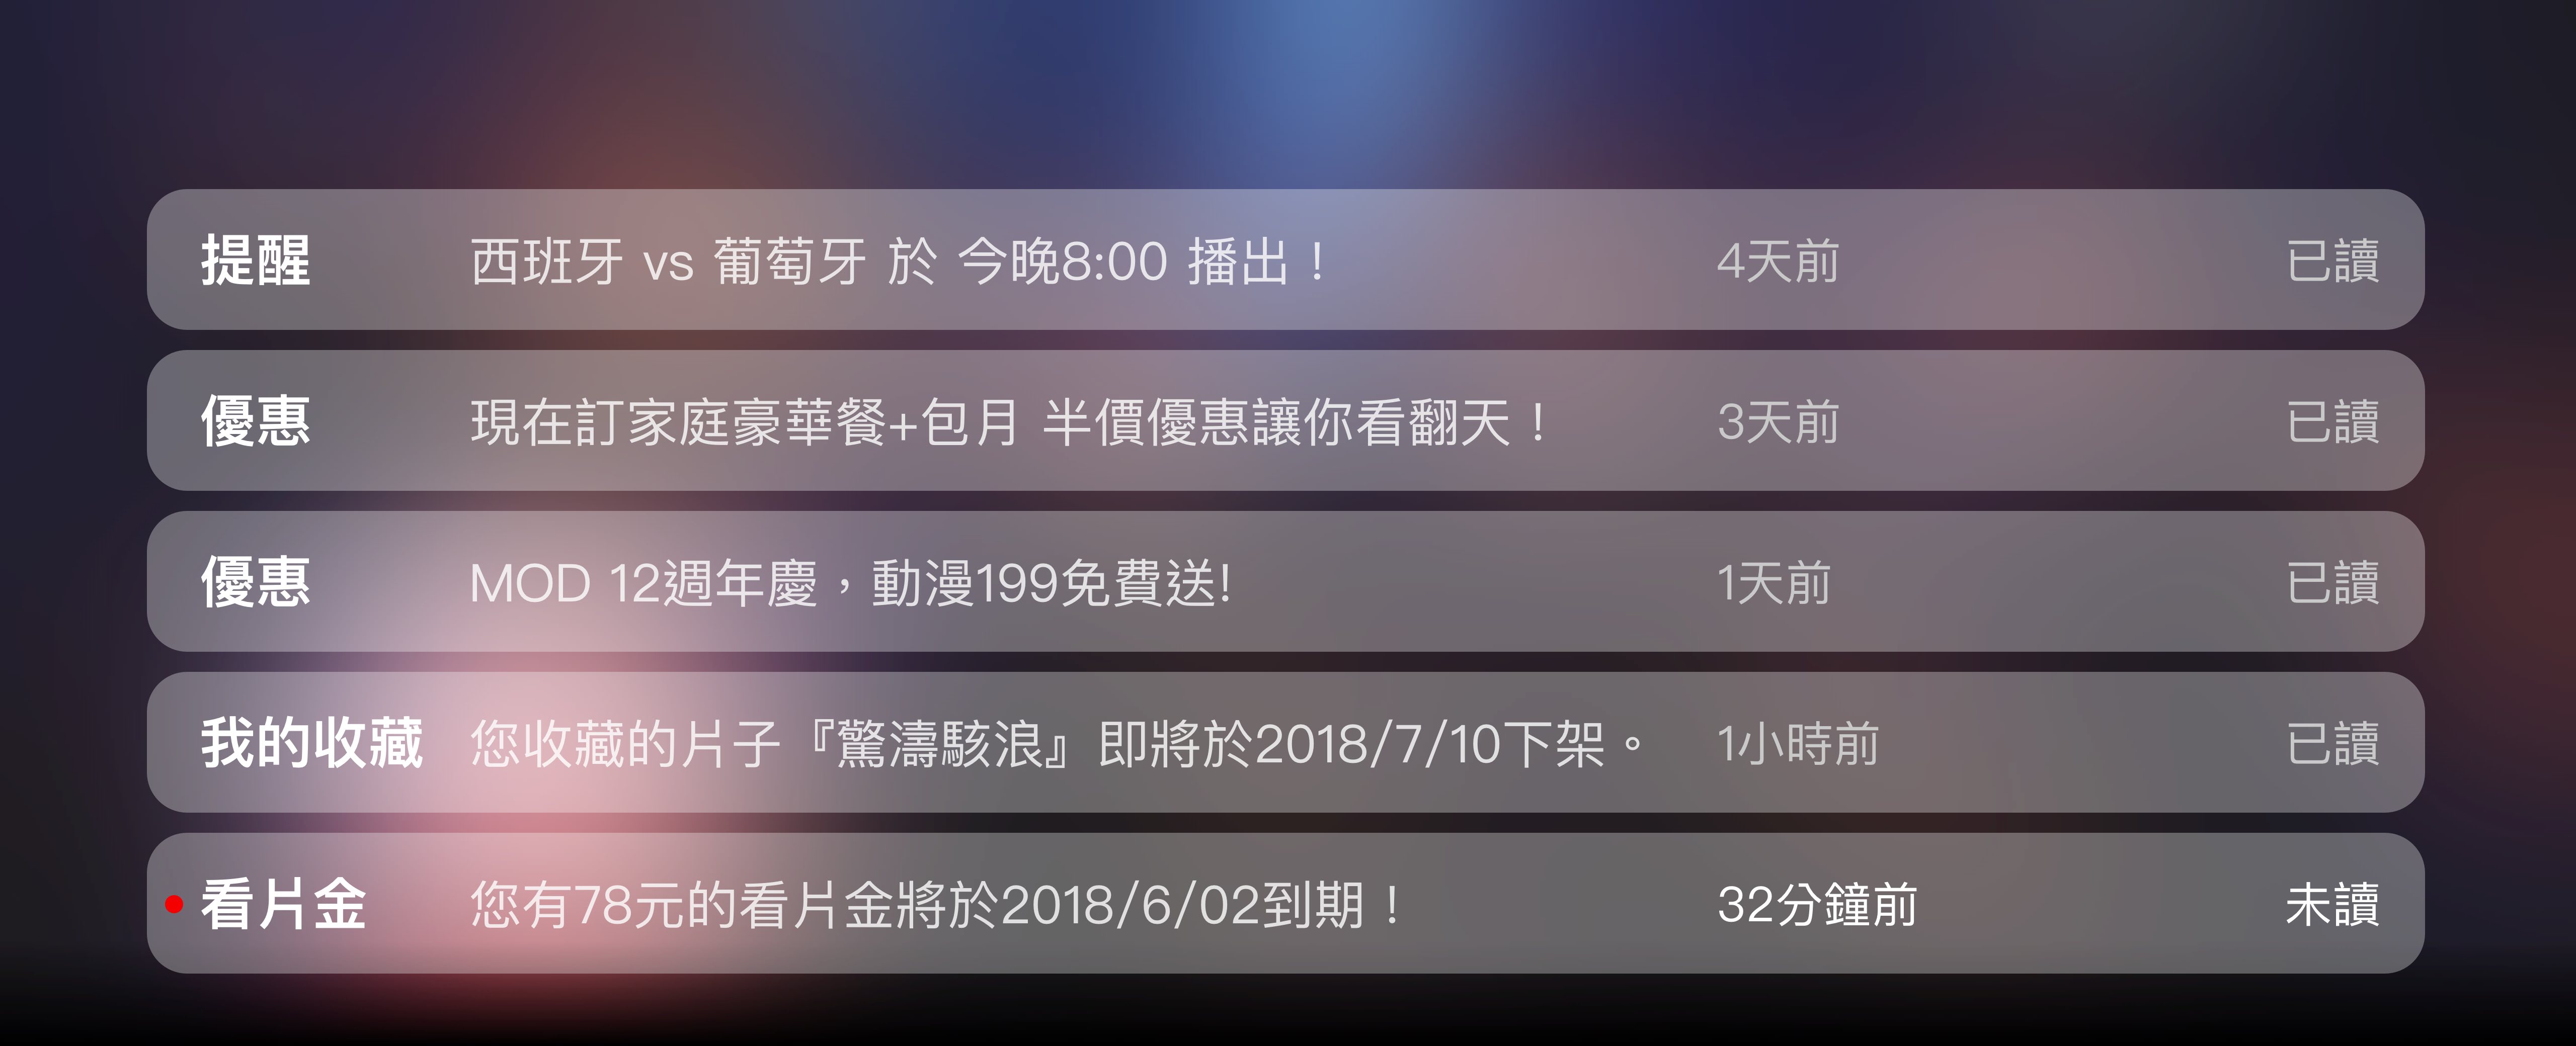 提醒 西班牙 vs 葡萄牙 於 今晚8:00 播出！ 4天前 已讀
優惠 現在訂家庭豪華餐+包月 半價優惠讓你看翻天！ 3天前 已讀
優惠 MOD 12週年慶，動漫199免費送! 1天前 已讀
我的收藏 您收藏的片子『驚濤駭浪』即將於2018/7/10下架。 1小時前 已讀
看片金 您有78元的看片金將於2018/6/02到期！ 32分鐘前 未讀